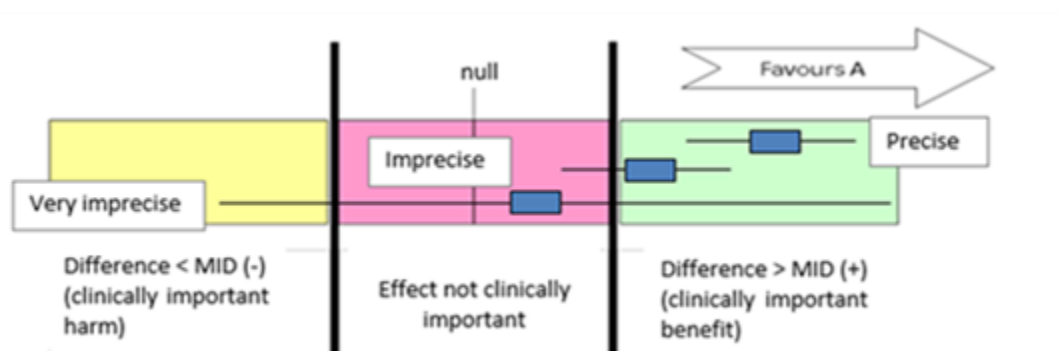 null
Favours A
Precise
Imprecise
Very imprecise
Difference < MID (-)
(clinically important
harm)
Effect not clinically
important
Difference > MID (+)
(clinically important
benefit)